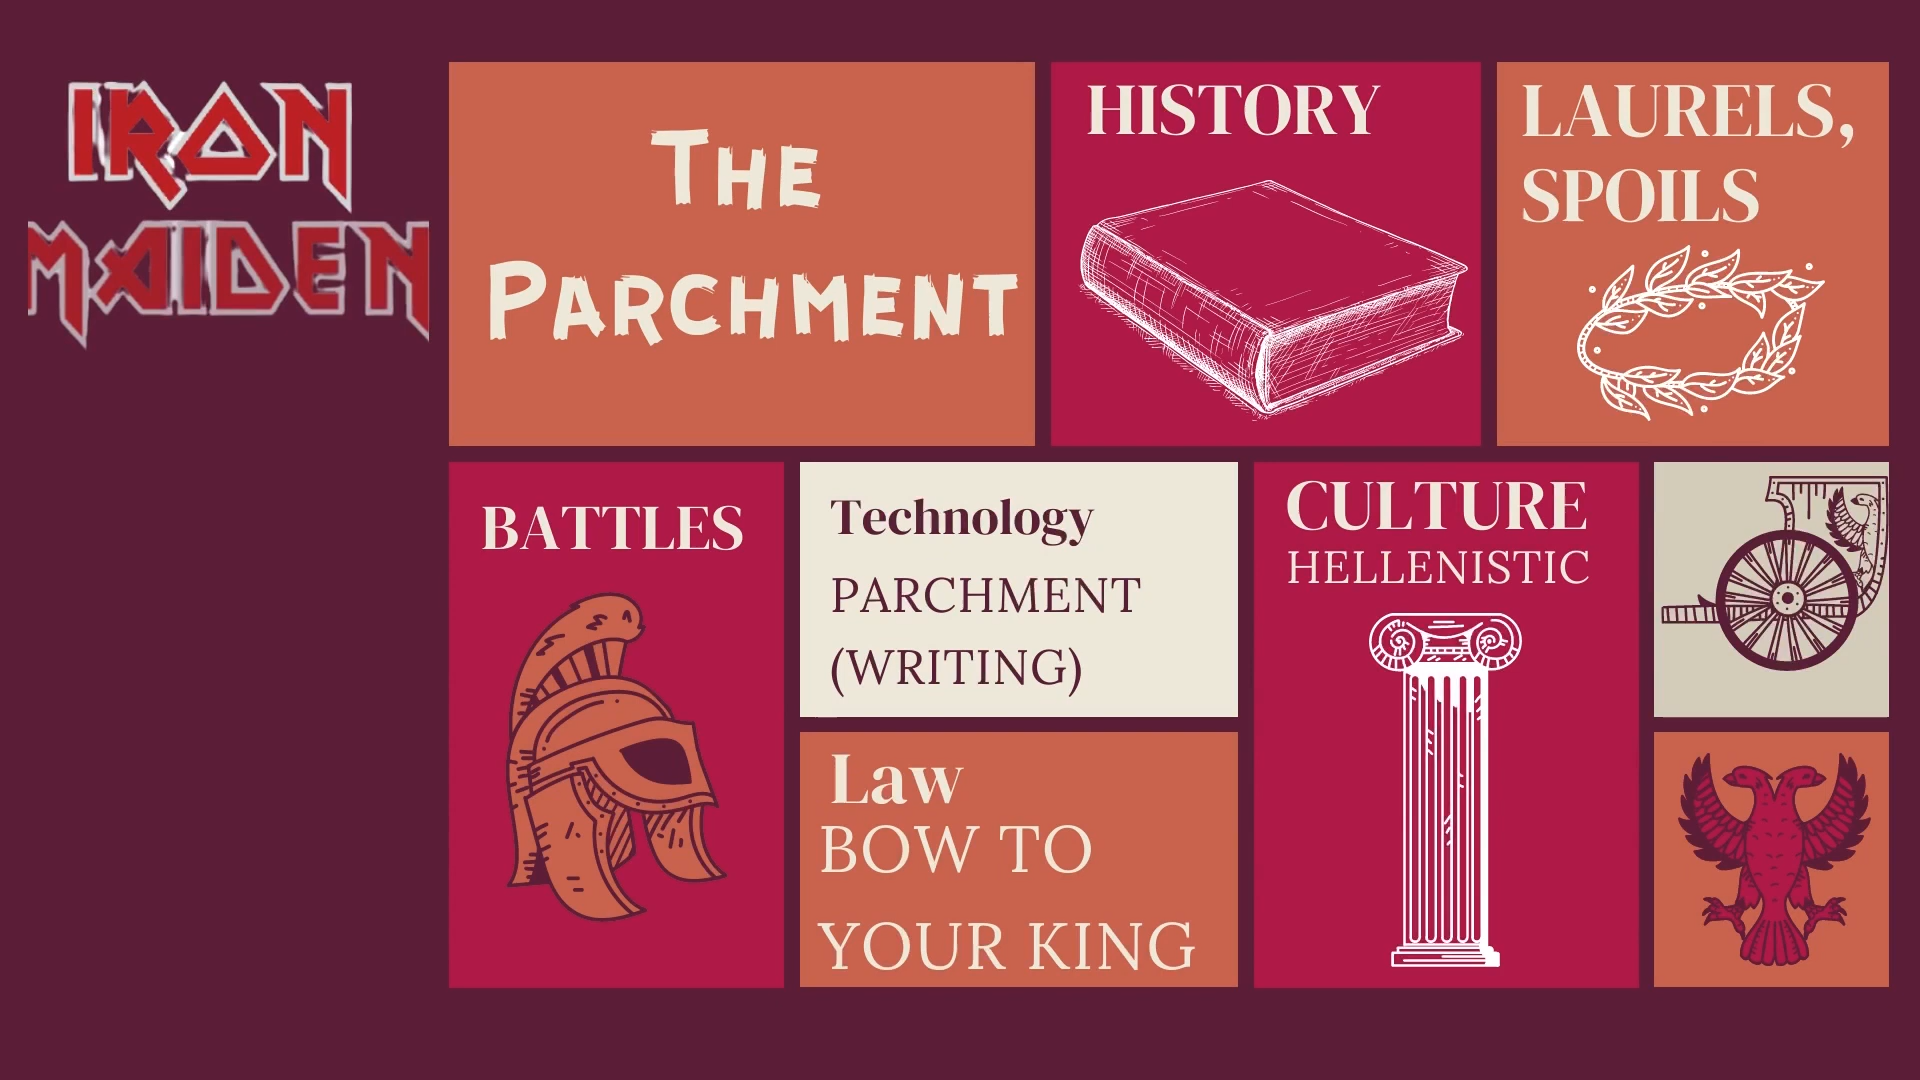 IRON
MAIDEN
THE
PARCHMENT
HISTORY
LAURELS,
SPOILS
BATTLES
Technology
PARCHMENT
(WRITING)
Law
BOW TO
YOUR KING
CULTURE
HELLENISTIC